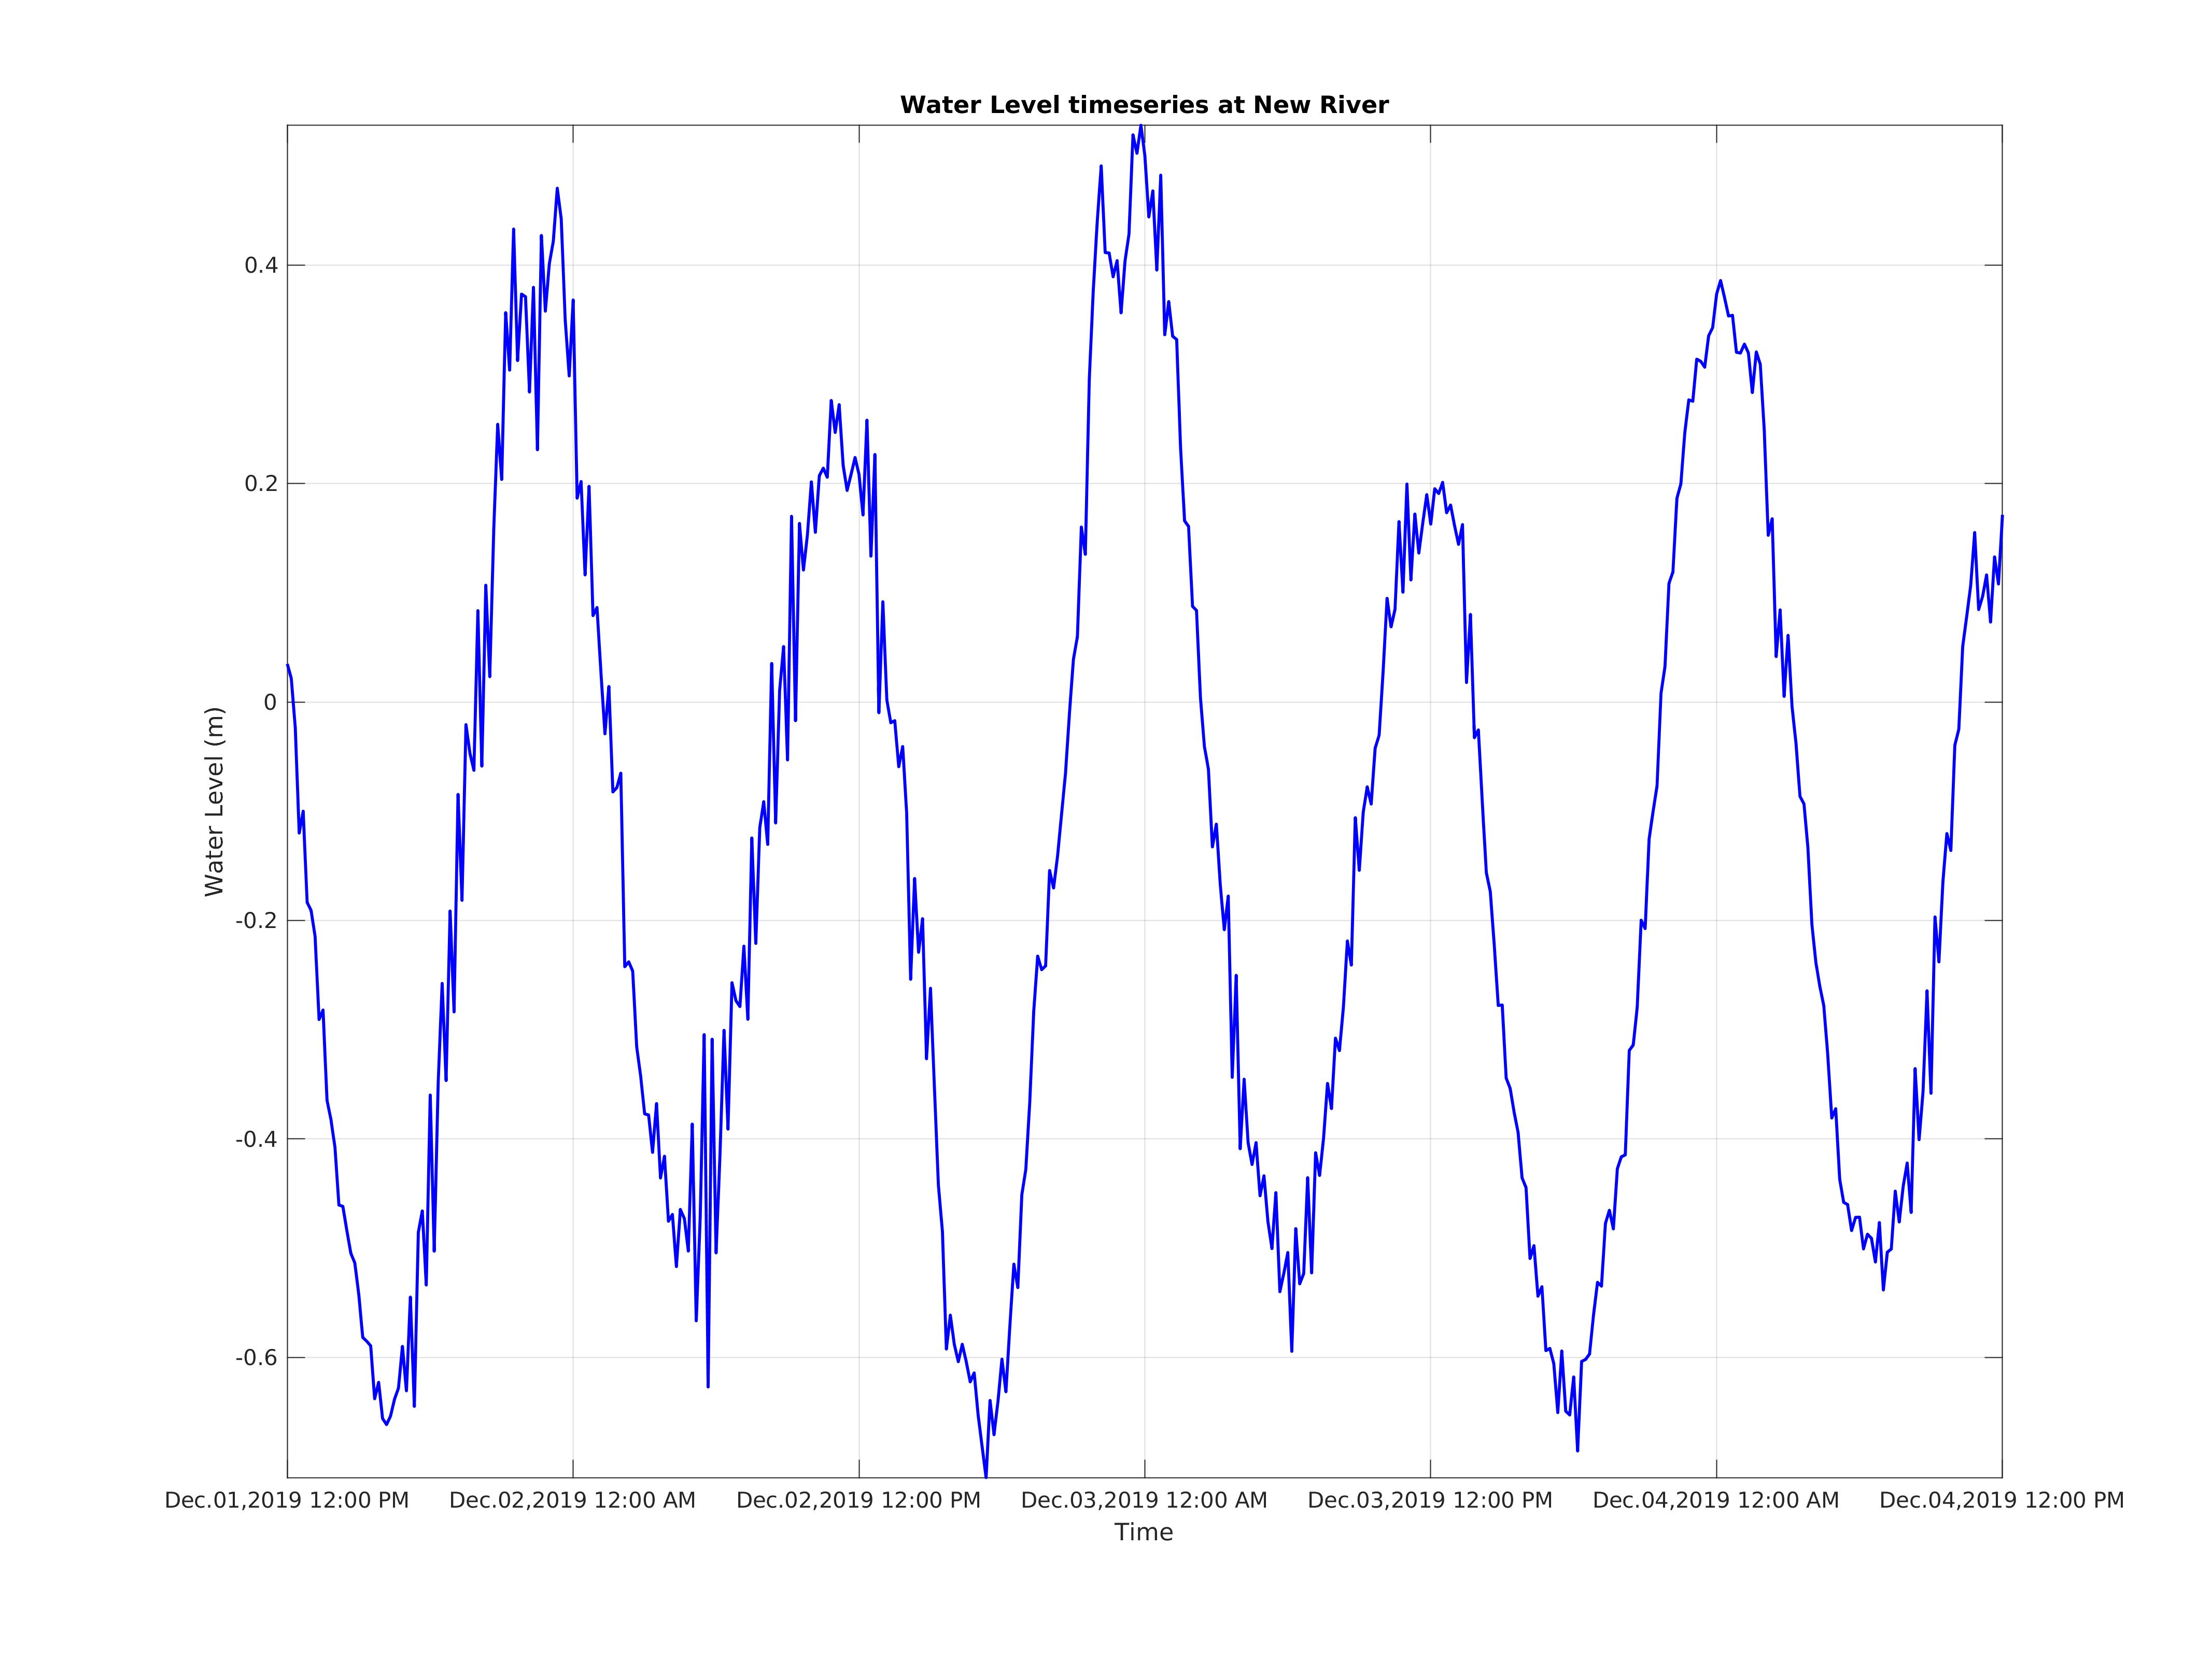 Water Level timeseries at New River
0.4
0.2
0
-0.2
-0.4
-0.6
Water Level (m)
Dec.01,2019 12:00 PM Dec.02,2019 12:00 AM Dec.02,2019 12:00 PM Dec.03,2019 12:00 AM Dec.03,2019 12:00 PM Dec.04,2019 12:00 AM Dec.04,2019 12:00 PM
Time